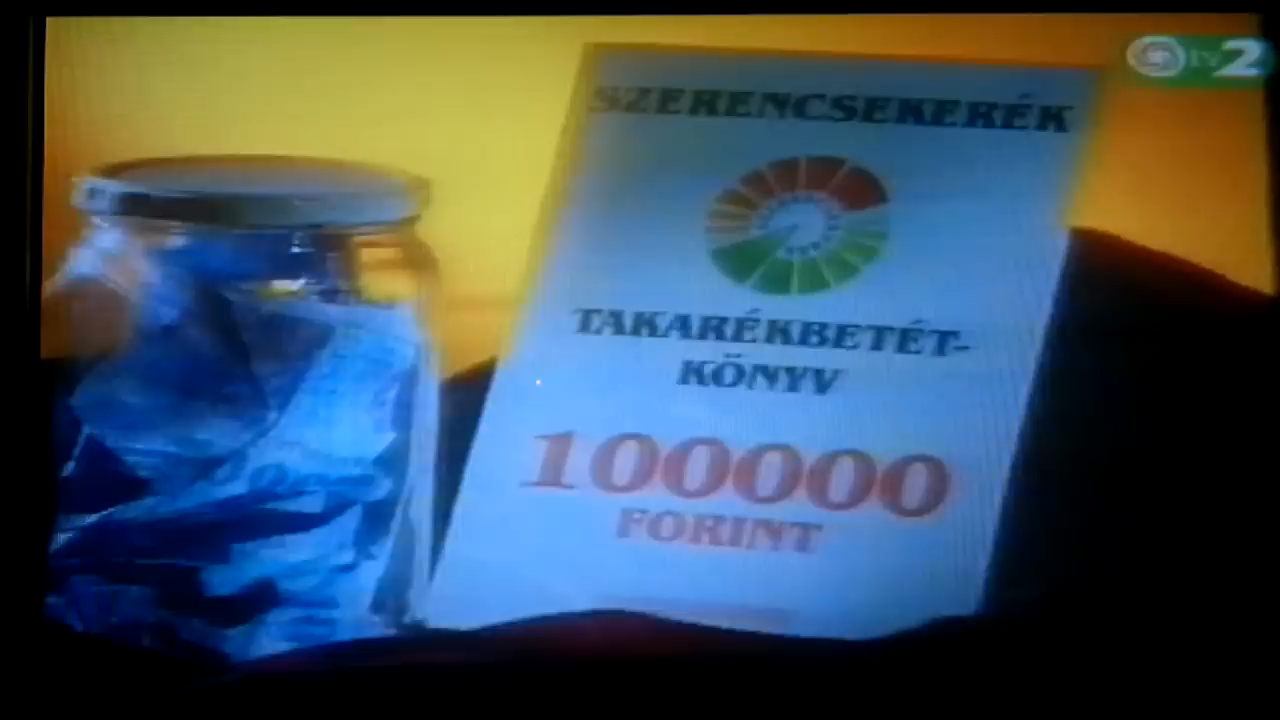 tv2
SZERENCSEKERÉK
TAKARÉKBETÉT-
KÖNYV
100000
FORINT